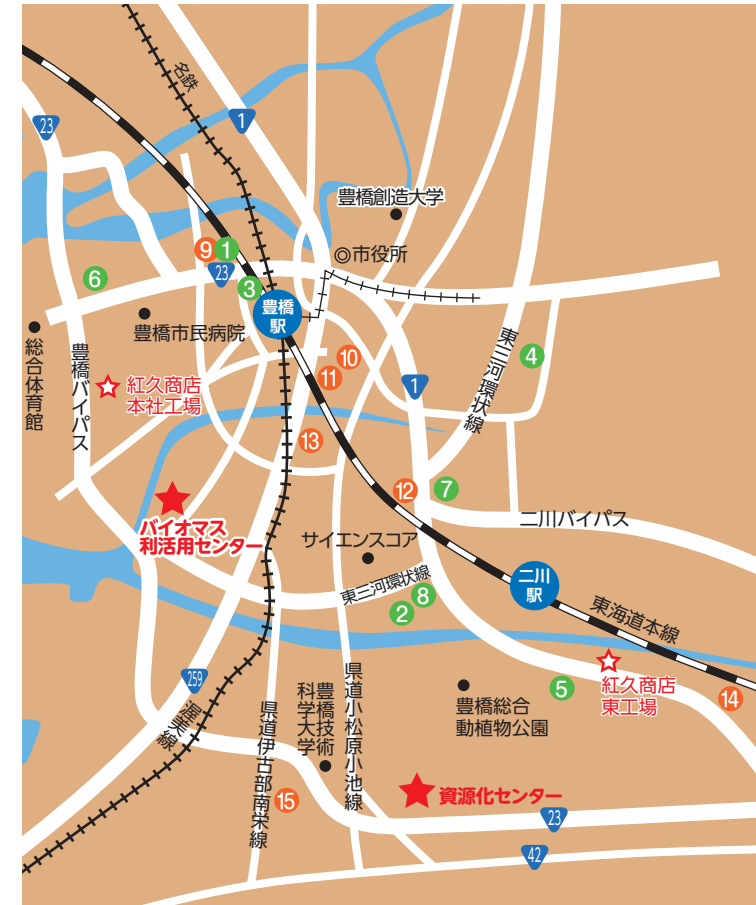 名鉄
23
1
豊橋創造大学
◎市役所
9
1
23
6
3
豊橋
駅
豊橋市民病院
総合体育館
豊橋バイパス
紅久商店
本社工場
10
11
1
東三河環状線
4
13
12
7
バイオマス
利活用センター
サイエンスコア
二川バイパス
東三河環状線
8
2
二川
駅
東海道本線
259
渥美線
県道伊古部南栄線
豊橋技術
科学大学
県道小松原小池線
豊橋総合
動植物公園
5
紅久商店
東工場
14
15
資源化センター
23
42